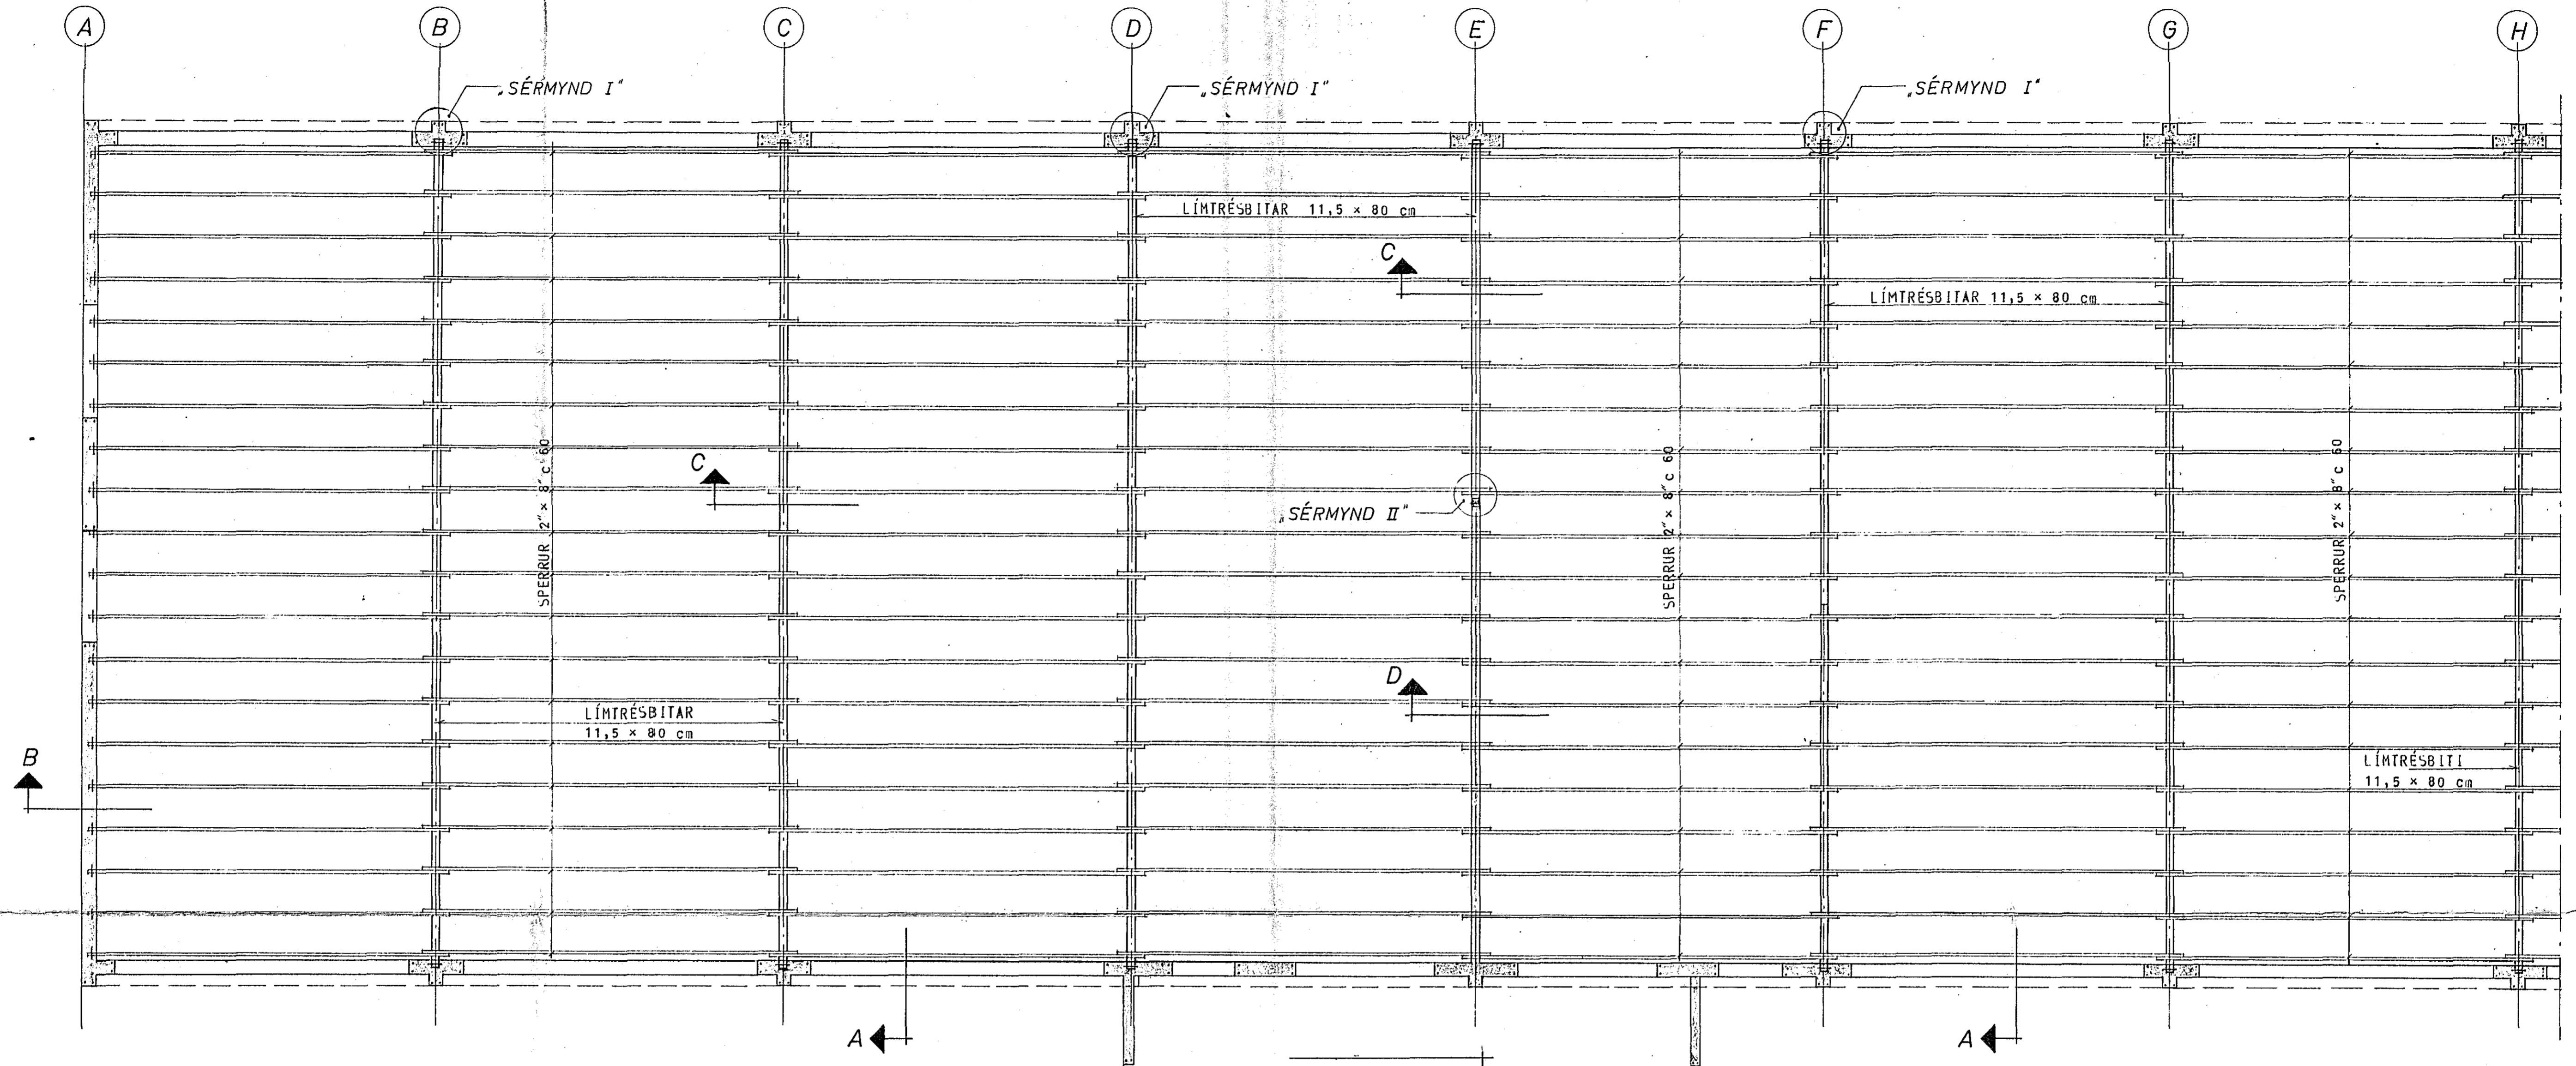 A B C D E F G H
„SÉRMYND I" „SÉRMYND I" „SÉRMYND I"
LÍMTRÉSBITAR 11,5 × 80 cm
C
LÍMTRÉSBITAR 11,5 × 80 cm
C
SPERRUR 2" × 8" c 60
„SÉRMYND II"
SPERRUR 2" × 8" c 60
SPERRUR 2" × 8" c 60
D
LÍMTRÉSBITAR
11,5 × 80 cm
B
LÍMTRÉSBITI
11,5 × 80 cm
A A